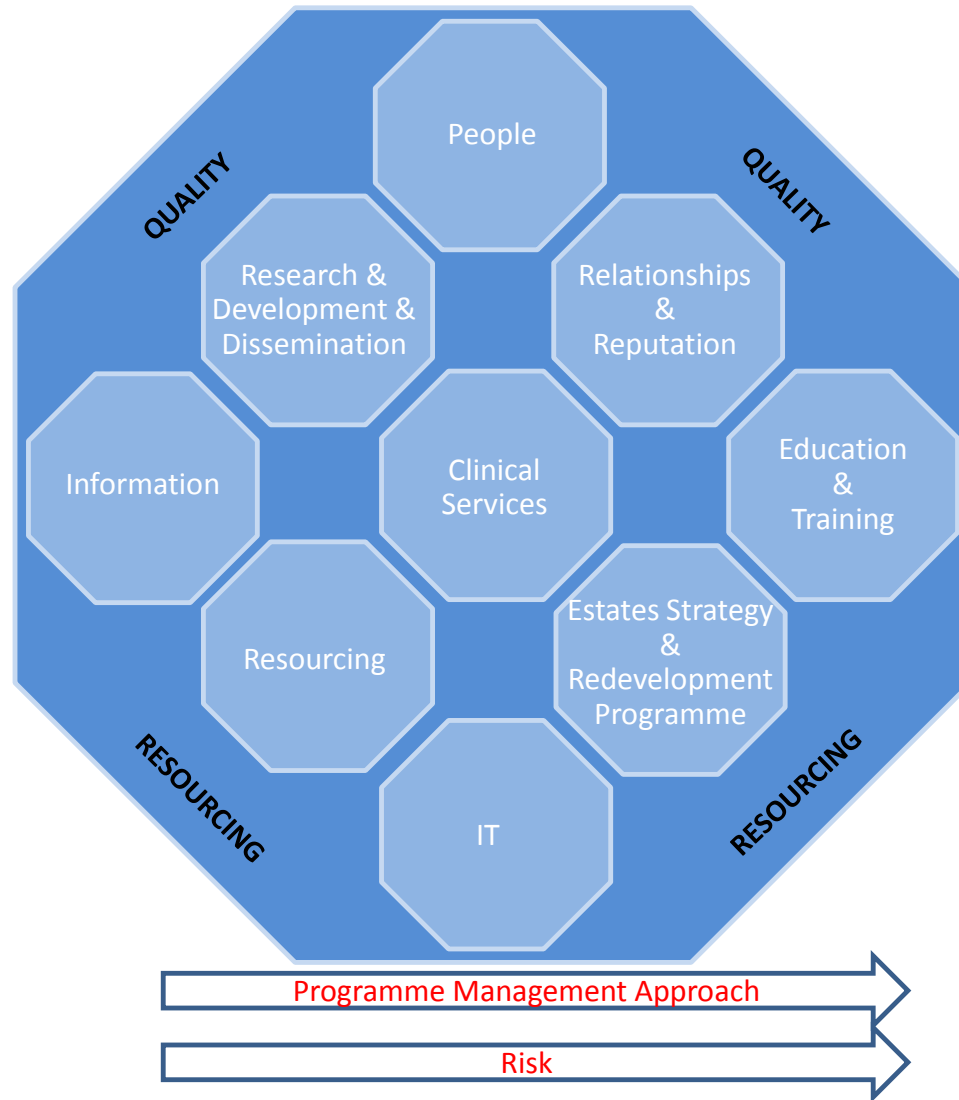 People
QUALITY
QUALITY
Research &
Development &
Dissemination
Relationships
&
Reputation
Information
Clinical
Services
Education
&
Training
Resourcing
Estates Strategy
&
Redevelopment
Programme
RESOURCING
RESOURCING
IT
Programme Management Approach
Risk